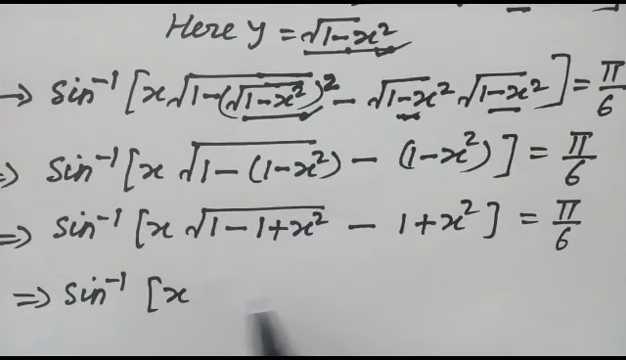 Here y = √1-x²
→ sin⁻¹ [x√1-(√1-x²)² - √1-x² √1-x²] = π/6
⇒ sin⁻¹ [x √1-(1-x²) - (1-x²)] = π/6
⇒ sin⁻¹ [x √1-1+x² - 1+x²] = π/6
⇒ sin⁻¹ [x